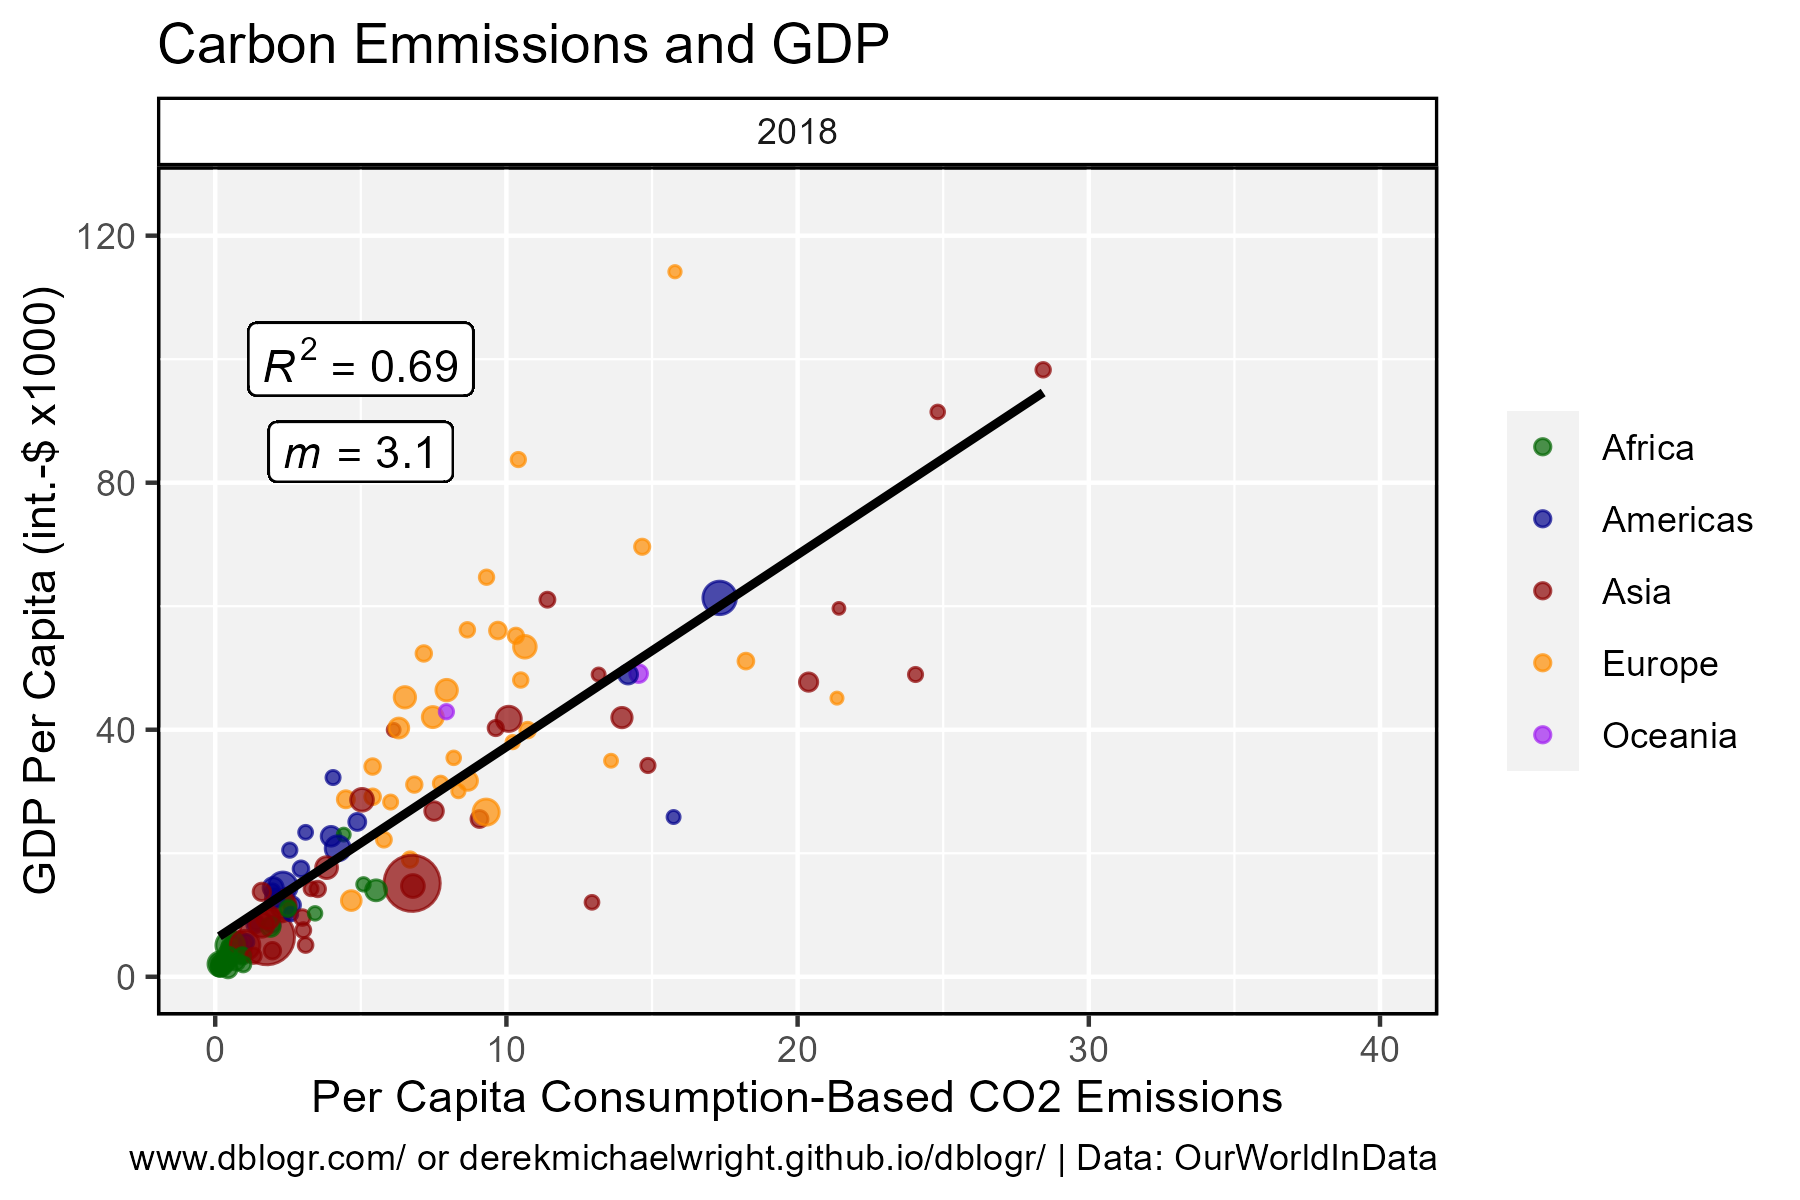 Carbon Emmissions and GDP
2018
GDP Per Capita (int.-$ x1000)
120
80
40
0
R² = 0.69
m = 3.1
0 10 20 30 40
Per Capita Consumption-Based CO2 Emissions
Africa
Americas
Asia
Europe
Oceania
www.dblogr.com/ or derekmichaelwright.github.io/dblogr/ | Data: OurWorldInData